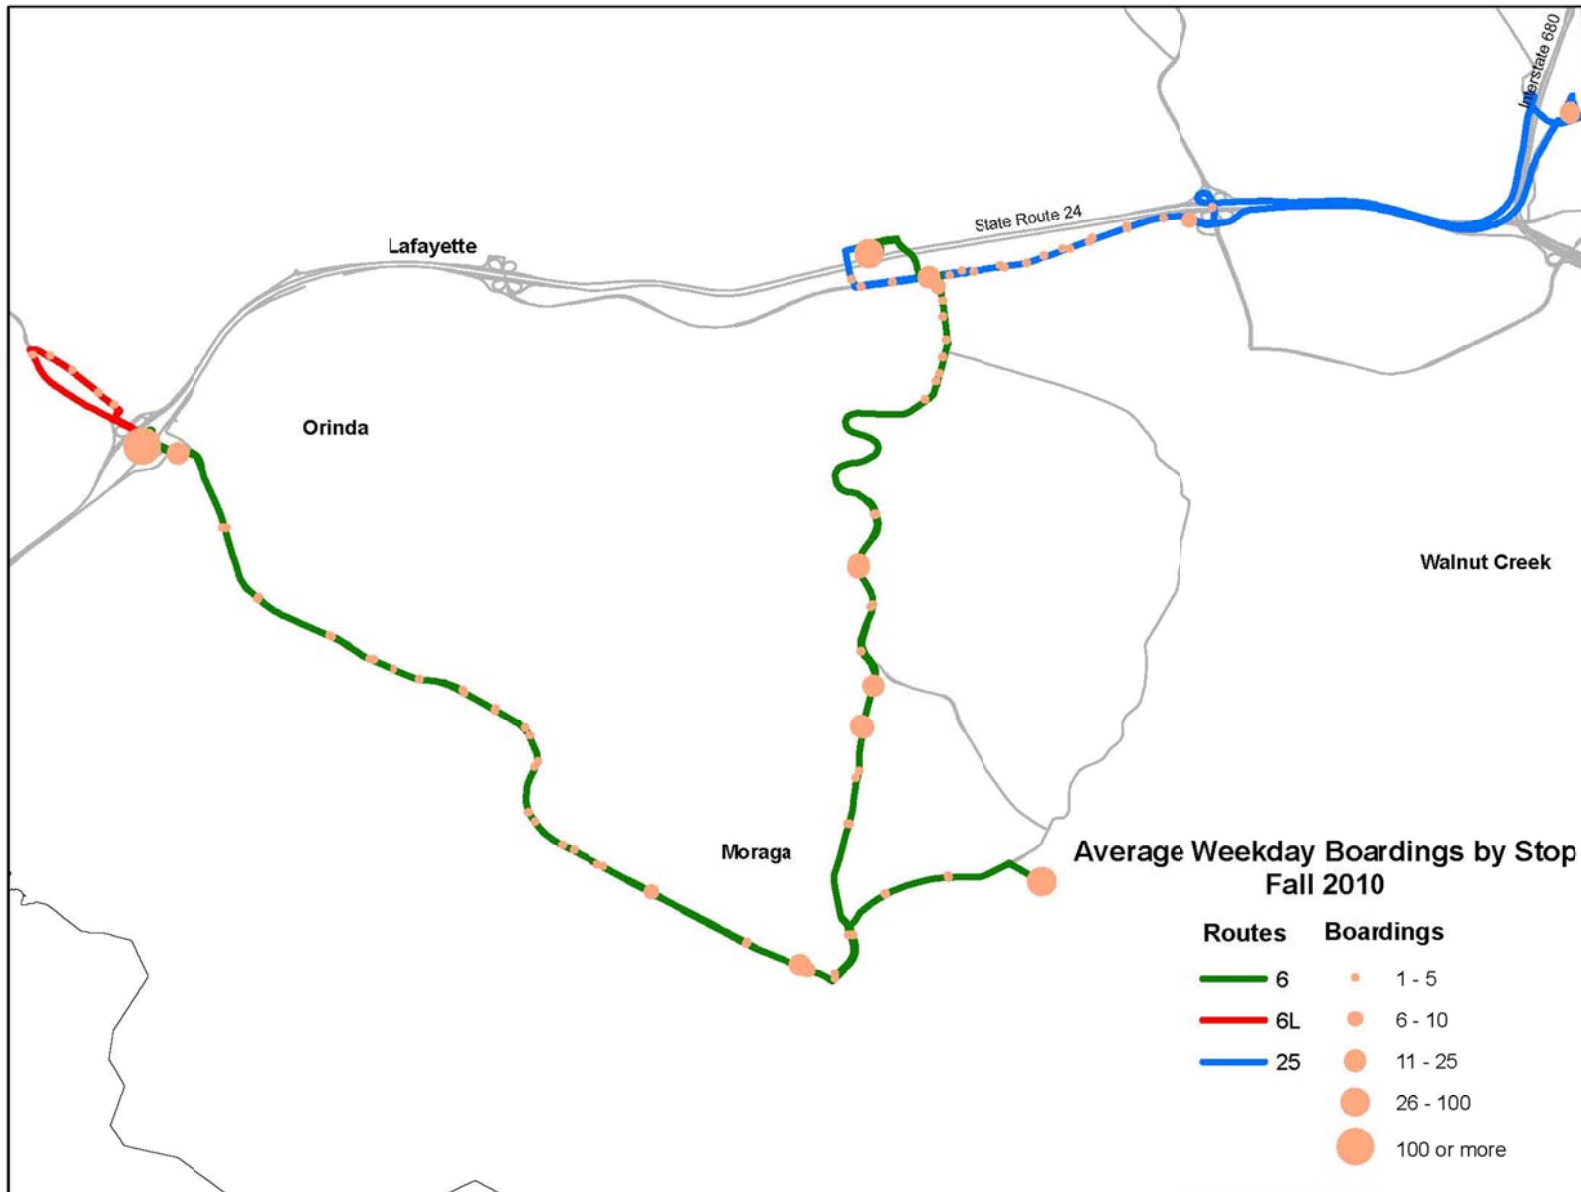 Interstate 680
State Route 24
Lafayette
Orinda
Walnut Creek
Moraga
Average Weekday Boardings by Stop
Fall 2010
Routes Boardings
6 1 - 5
6L 6 - 10
25 11 - 25
26 - 100
100 or more